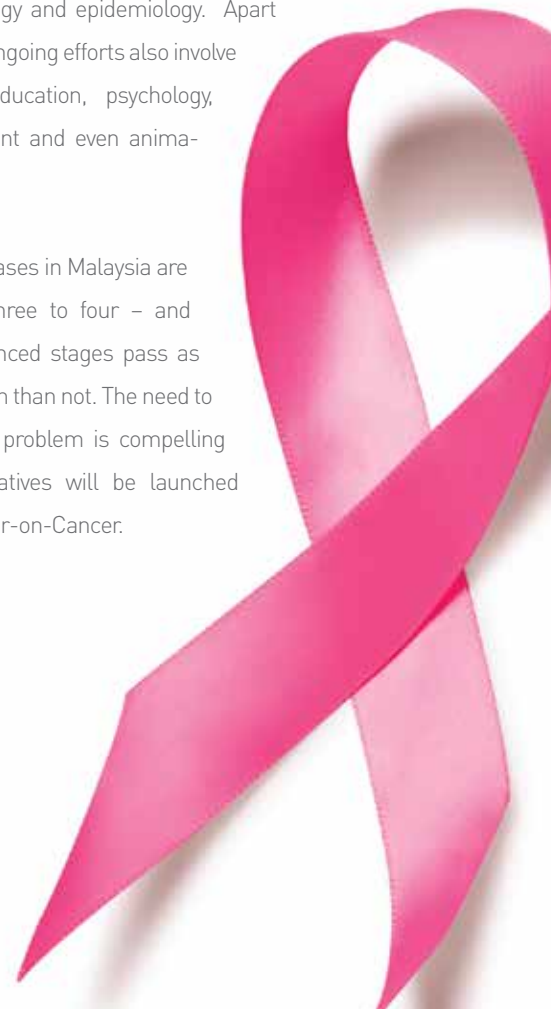 gy and epidemiology. Apart
ngoing efforts also involve
ducation, psychology,
nt and even anima-
ases in Malaysia are
hree to four – and
nced stages pass as
n than not. The need to
problem is compelling
atives will be launched
r-on-Cancer.